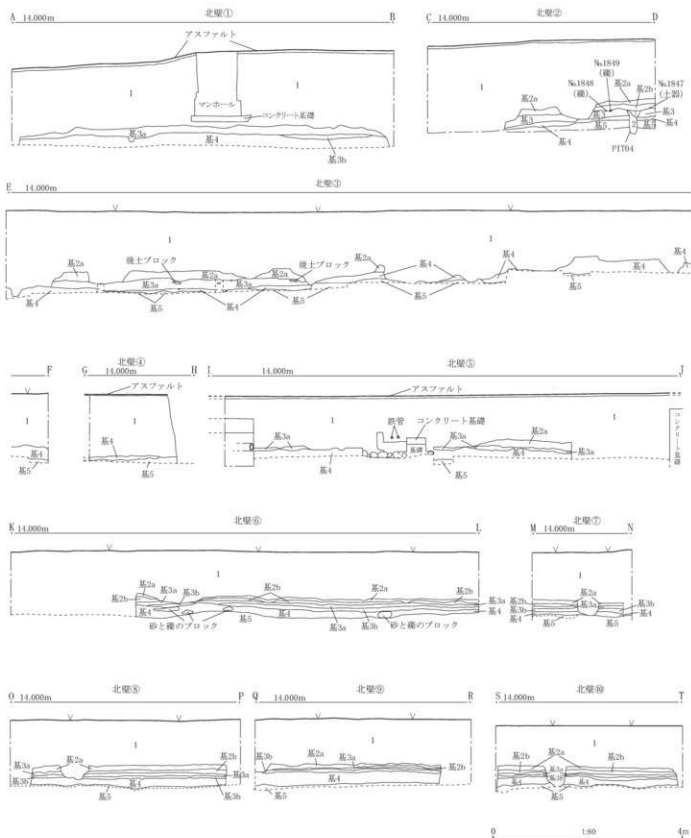 北壁①
A 14.000m B
アスファルト
1 1
マンホール
コンクリート基礎
基3a 基4
基3b
北壁②
C 14.000m D
№1849
(礫)
№1848
(礫)
基2a
基2b
№1847
(土器)
1
基2a
基3 基3
基5 2 基5 基4
基4
PIT04
北壁③
E 14.000m
1 1
基2a 焼土ブロック 基2a 基2a 焼土ブロック 基2a 基4 基4 基4 基4
基4 基3a 基3a
基5 基4 基5 基5 基5
F
1
基4
基5
北壁④
G 14.000m H
アスファルト
1
基4
基5
北壁⑤
I 14.000m J
アスファルト
1 1
鉄管 コンクリート基礎
基3a 基礎 基3a 基2a
基4 基4 基3a
基5
コンクリート基礎
北壁⑥
K 14.000m L
1
基2a 基3a 基3b 基2b 基2a 基2b
基2b 基3a
基4 基4 基4
基5 基3a 基3b
砂と礫のブロック 砂と礫のブロック
北壁⑦
M 14.000m N
1
基2a
基2b 基3a 基3b
基3b 基4
基4
基5 基5
北壁⑧
O 14.000m P
1
基3a 基2a 基2b
基3b 基4 基3a
基5 基3b
北壁⑨
Q 14.000m R
1
基3b 基2a 基3a 基2b
基4
基5
北壁⑩
S 14.000m T
1
基2b 基2a 基2b
基3a
基3b
基4 基4
基5
0 1:80 4m